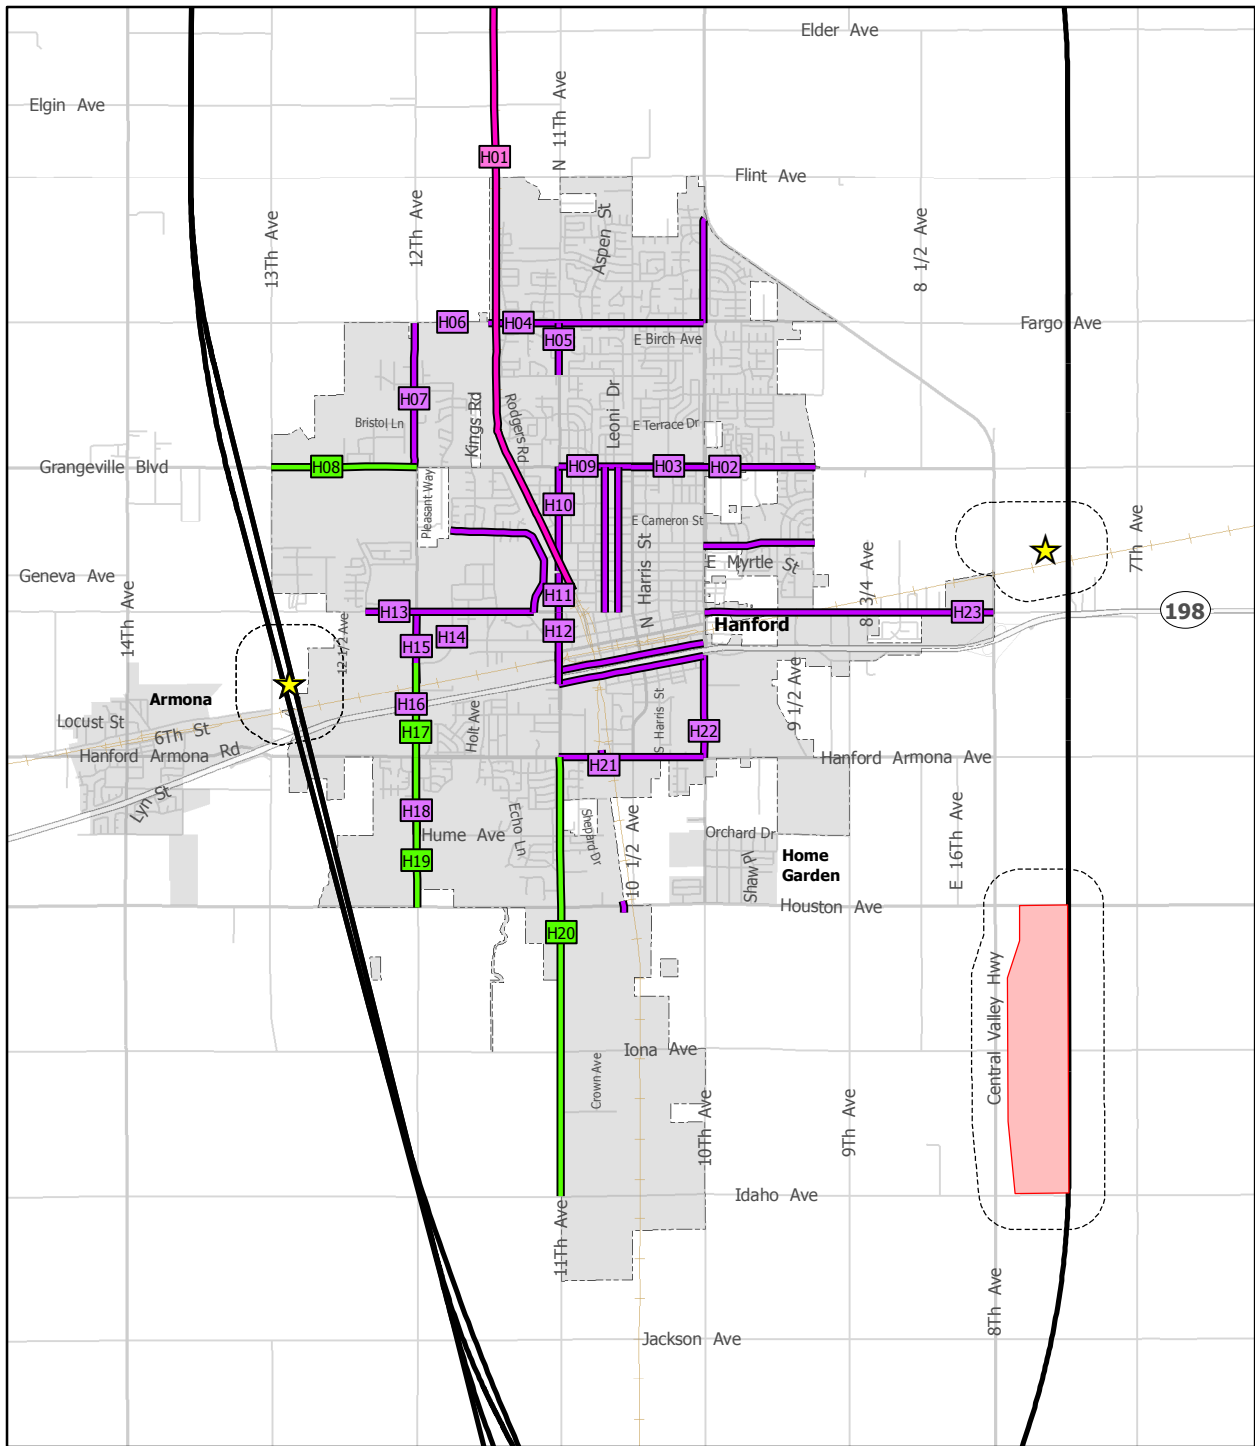 Elder Ave
Elgin Ave
N 11Th Ave
H01
Flint Ave
12Th Ave
13Th Ave
Aspen St
8 1/2 Ave
H06
H04
Fargo Ave
H05
E Birch Ave
H07
Kings Rd
Rodgers Rd
Leoni Dr
Bristol Ln
E Terrace Dr
Grangeville Blvd
H08
H09
H03
H02
Pleasant Way
H10
E Cameron St
N Harris St
7Th Ave
E Myrtle St
8 3/4 Ave
Geneva Ave
14Th Ave
H11
H13
H23
198
Hanford
12 1/2 Ave
H14
H15
H12
9 1/2 Ave
Armona
H16
Locust St
6Th St
H17
Holt Ave
S Harris St
H22
Hanford Armona Rd
H21
Hanford Armona Ave
Lyn St
H18
Hume Ave
Echo Ln
Shepard Dr
10 1/2 Ave
Orchard Dr
E 16Th Ave
H19
Shaw Pl
Home
Garden
Houston Ave
H20
Central Valley Hwy
Iona Ave
Crown Ave
10Th Ave
9Th Ave
Idaho Ave
11Th Ave
8Th Ave
Jackson Ave